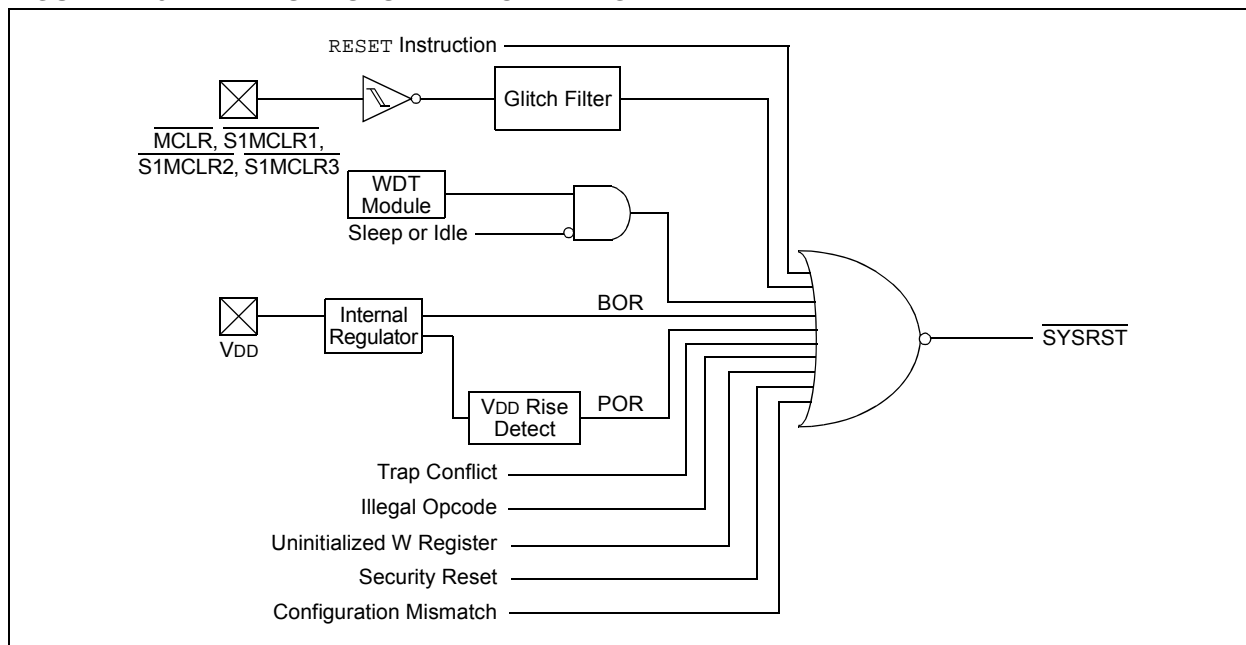 RESET Instruction
Glitch Filter
MCLR, S1MCLR1,
S1MCLR2, S1MCLR3
WDT
Module
Sleep or Idle
VDD
Internal
Regulator
BOR
VDD Rise
Detect
POR
SYSRST
Trap Conflict
Illegal Opcode
Uninitialized W Register
Security Reset
Configuration Mismatch